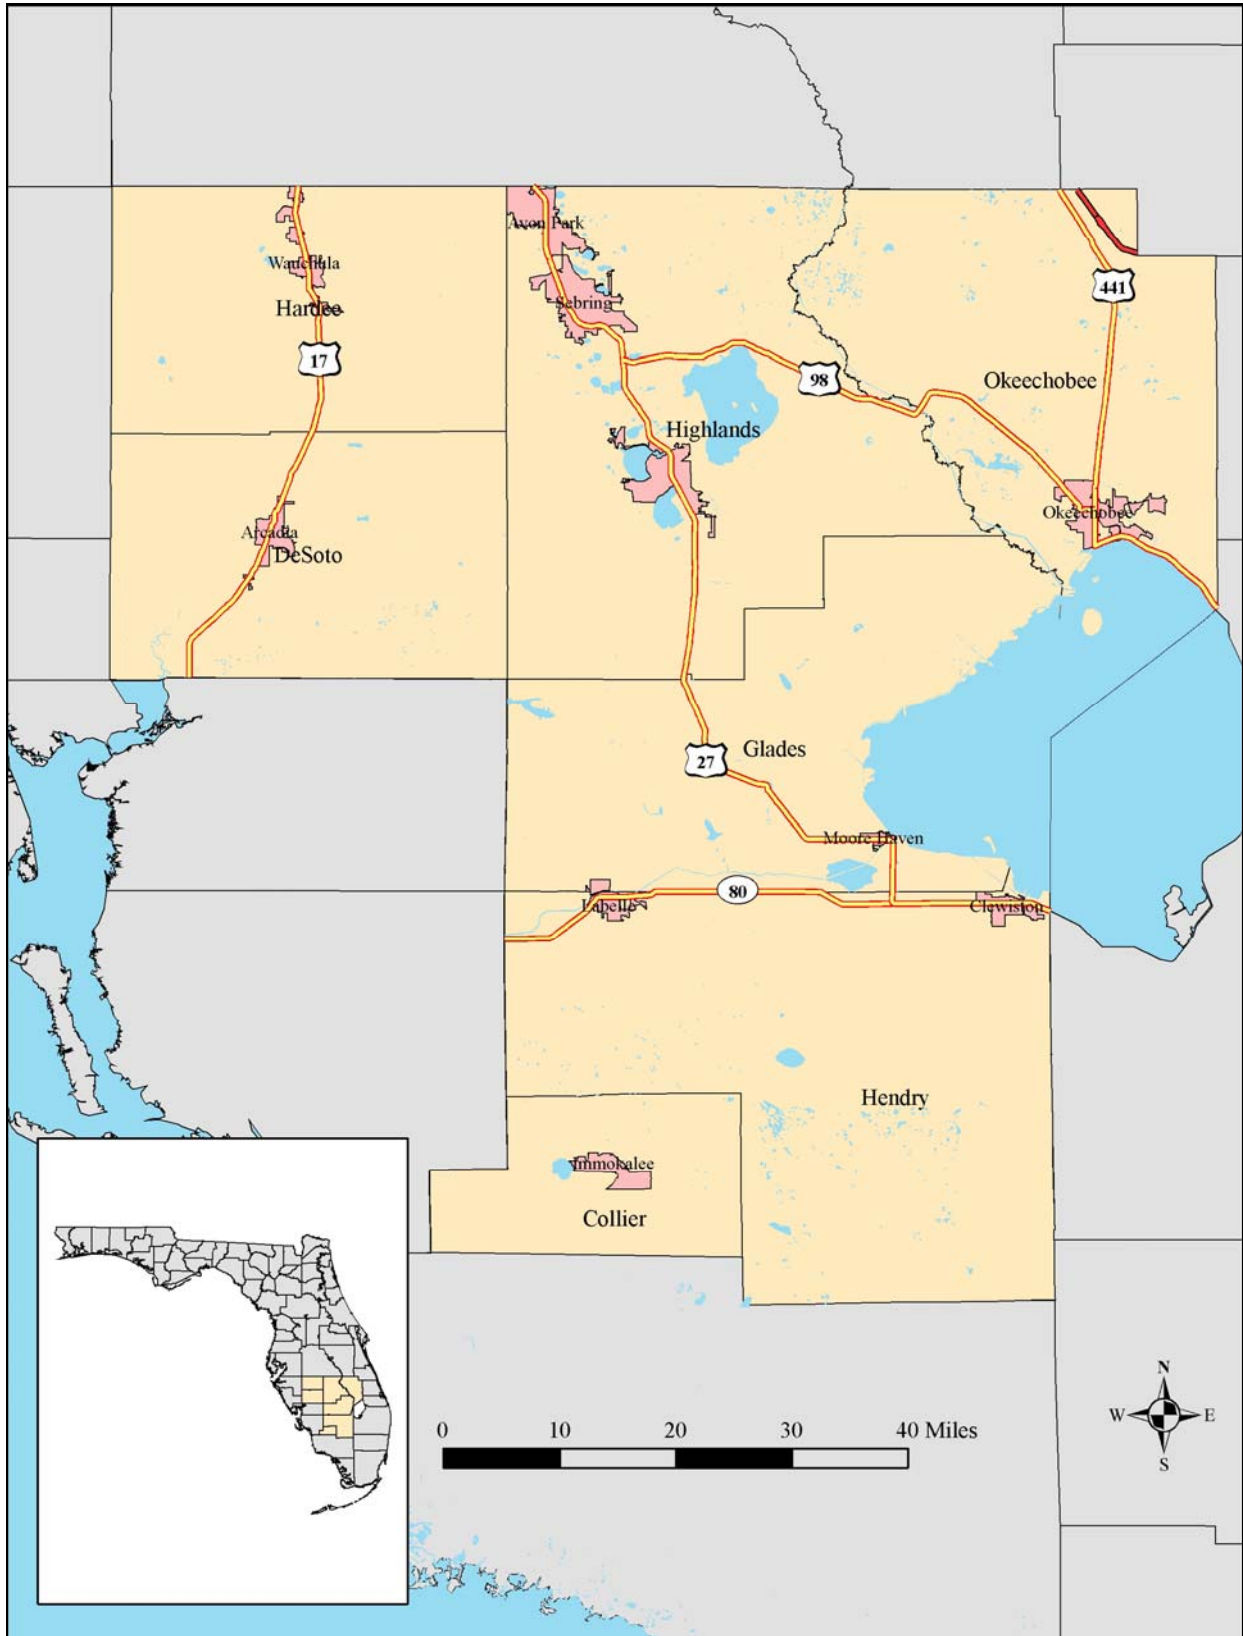 Avon Park
Wauchula
441
Sebring
Hardee
17
98
Okeechobee
Highlands
Okeechobee
Arcadia
DeSoto
Glades
27
Moore Haven
80
Labelle
Clewiston
Hendry
Immokalee
Collier
N
W E
S
0 10 20 30 40 Miles